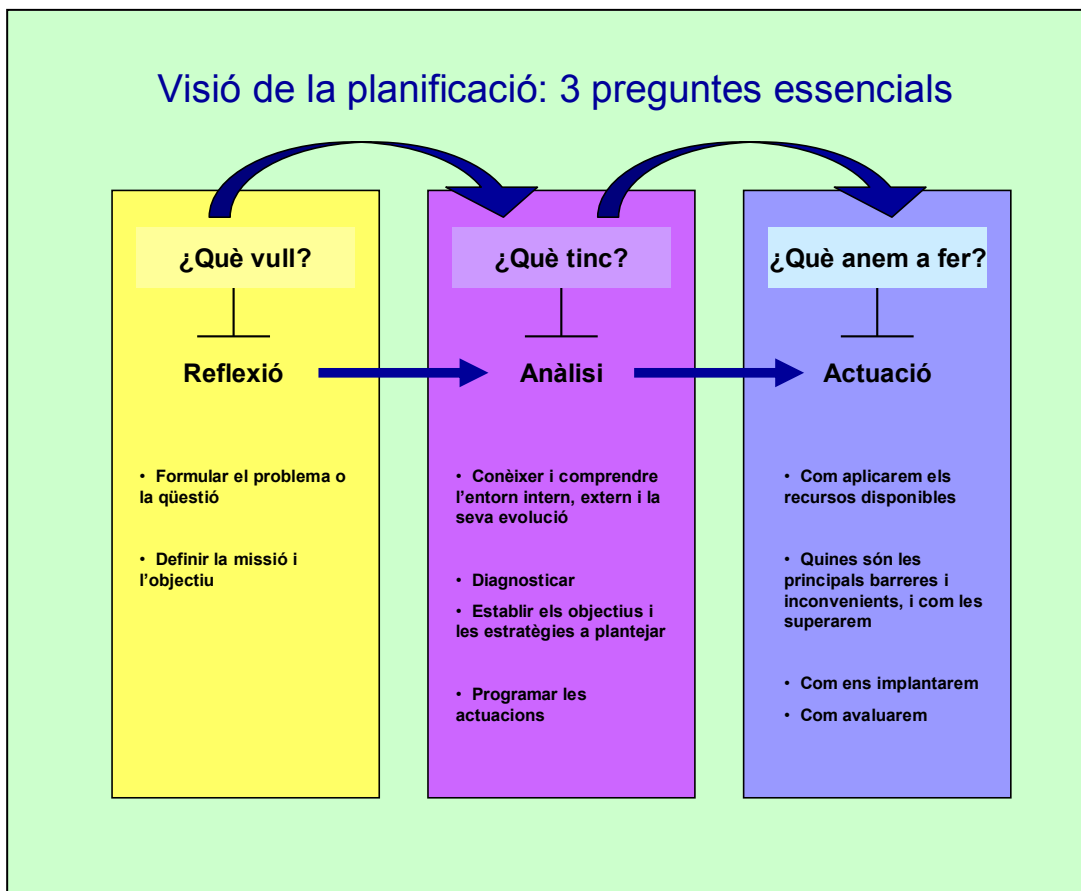 Visió de la planificació: 3 preguntes essencials
¿Què vull?
Reflexió
• Formular el problema o
la qüestió
• Definir la missió i
l’objectiu
¿Què tinc?
Anàlisi
• Conèixer i comprendre
l’entorn intern, extern i la
seva evolució
• Diagnosticar
• Establir els objectius i
les estratègies a plantejar
• Programar les
actuacions
¿Què anem a fer?
Actuació
• Com aplicarem els
recursos disponibles
• Quines són les
principals barreres i
inconvenients, i com les
superarem
• Com ens implantarem
• Com avaluarem